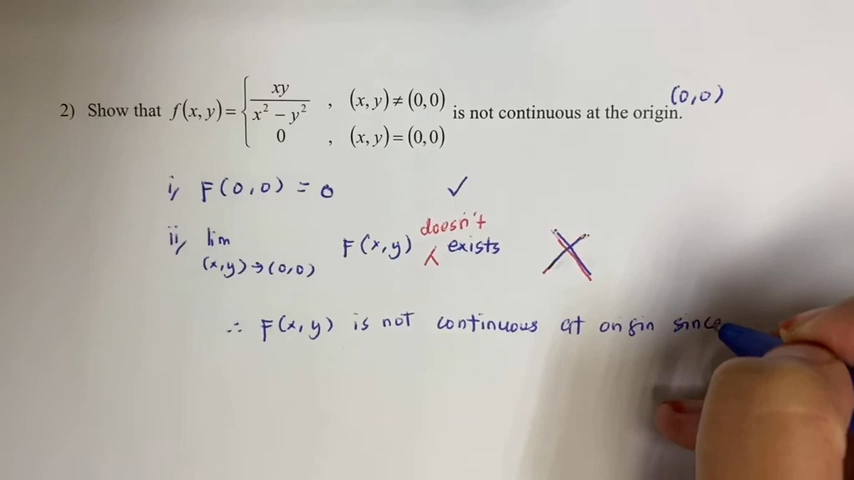 (0,0)
2) Show that f(x,y) = { xy / x² − y² , (x,y) ≠ (0,0) is not continuous at the origin.
0 , (x,y) = (0,0)
i, F(0,0) = 0 ✓
doesn't
ii, lim F(x,y) ⁁ exists X
(x,y)→(0,0)
∴ F(x,y) is not continuous at origin since